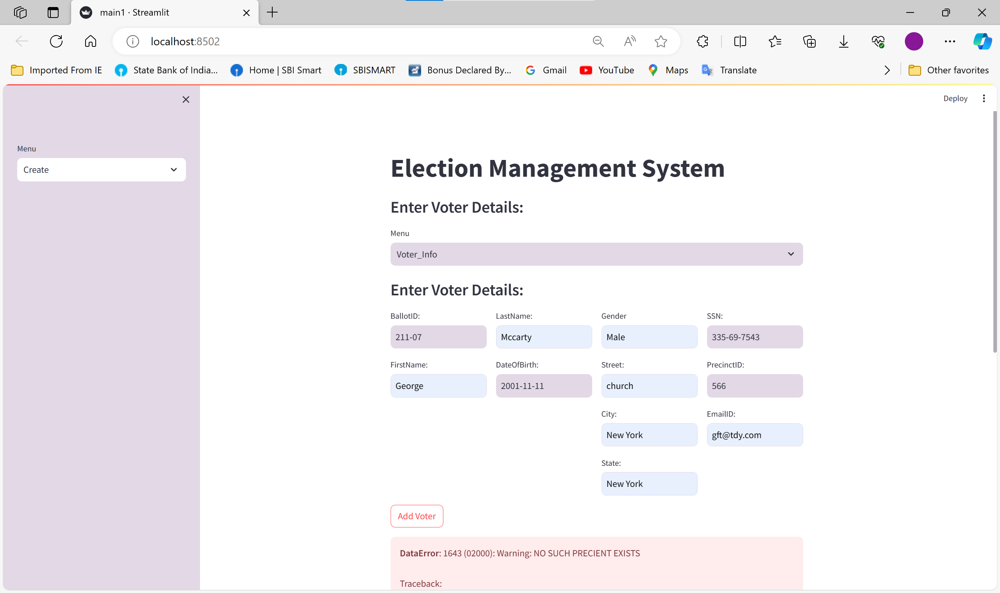 main1 · Streamlit
localhost:8502
Imported From IE State Bank of India... Home | SBI Smart SBISMART Bonus Declared By... Gmail YouTube Maps Translate Other favorites
Deploy
Menu
Create
Election Management System
Enter Voter Details:
Menu
Voter_Info
Enter Voter Details:
BallotID: LastName: Gender SSN:
211-07 Mccarty Male 335-69-7543
FirstName: DateOfBirth: Street: PrecinctID:
George 2001-11-11 church 566
City: EmailID:
New York gft@tdy.com
State:
New York
Add Voter
DataError: 1643 (02000): Warning: NO SUCH PRECIENT EXISTS
Traceback: